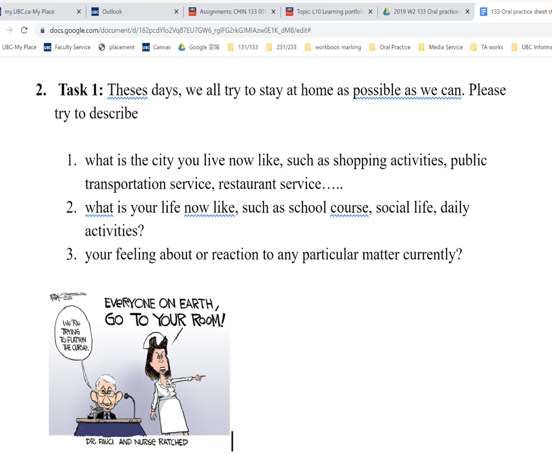 my.UBC.ca-My Place
Outlook
Assignments: CHIN 133 00
Topic: L10 Learning portfoli
2019 W2 133 Oral practice
133 Oral practice sheet st
docs.google.com/document/d/
UBC-My Place
Faculty Service
placement
Canvas
Google
131/133
231/233
workbook marking
Oral Practice
Media Service
TA works
UBC Informa
2. Task 1: Theses days, we all try to stay at home as possible as we can. Please
try to describe
1. what is the city you live now like, such as shopping activities, public
transportation service, restaurant service…..
2. what is your life now like, such as school course, social life, daily
activities?
3. your feeling about or reaction to any particular matter currently?
EVERYONE ON EARTH,
GO TO YOUR ROOM!
WE'RE
TRYING
TO FLATTEN
THE CURVE.
DR. FAUCI AND NURSE RATCHED